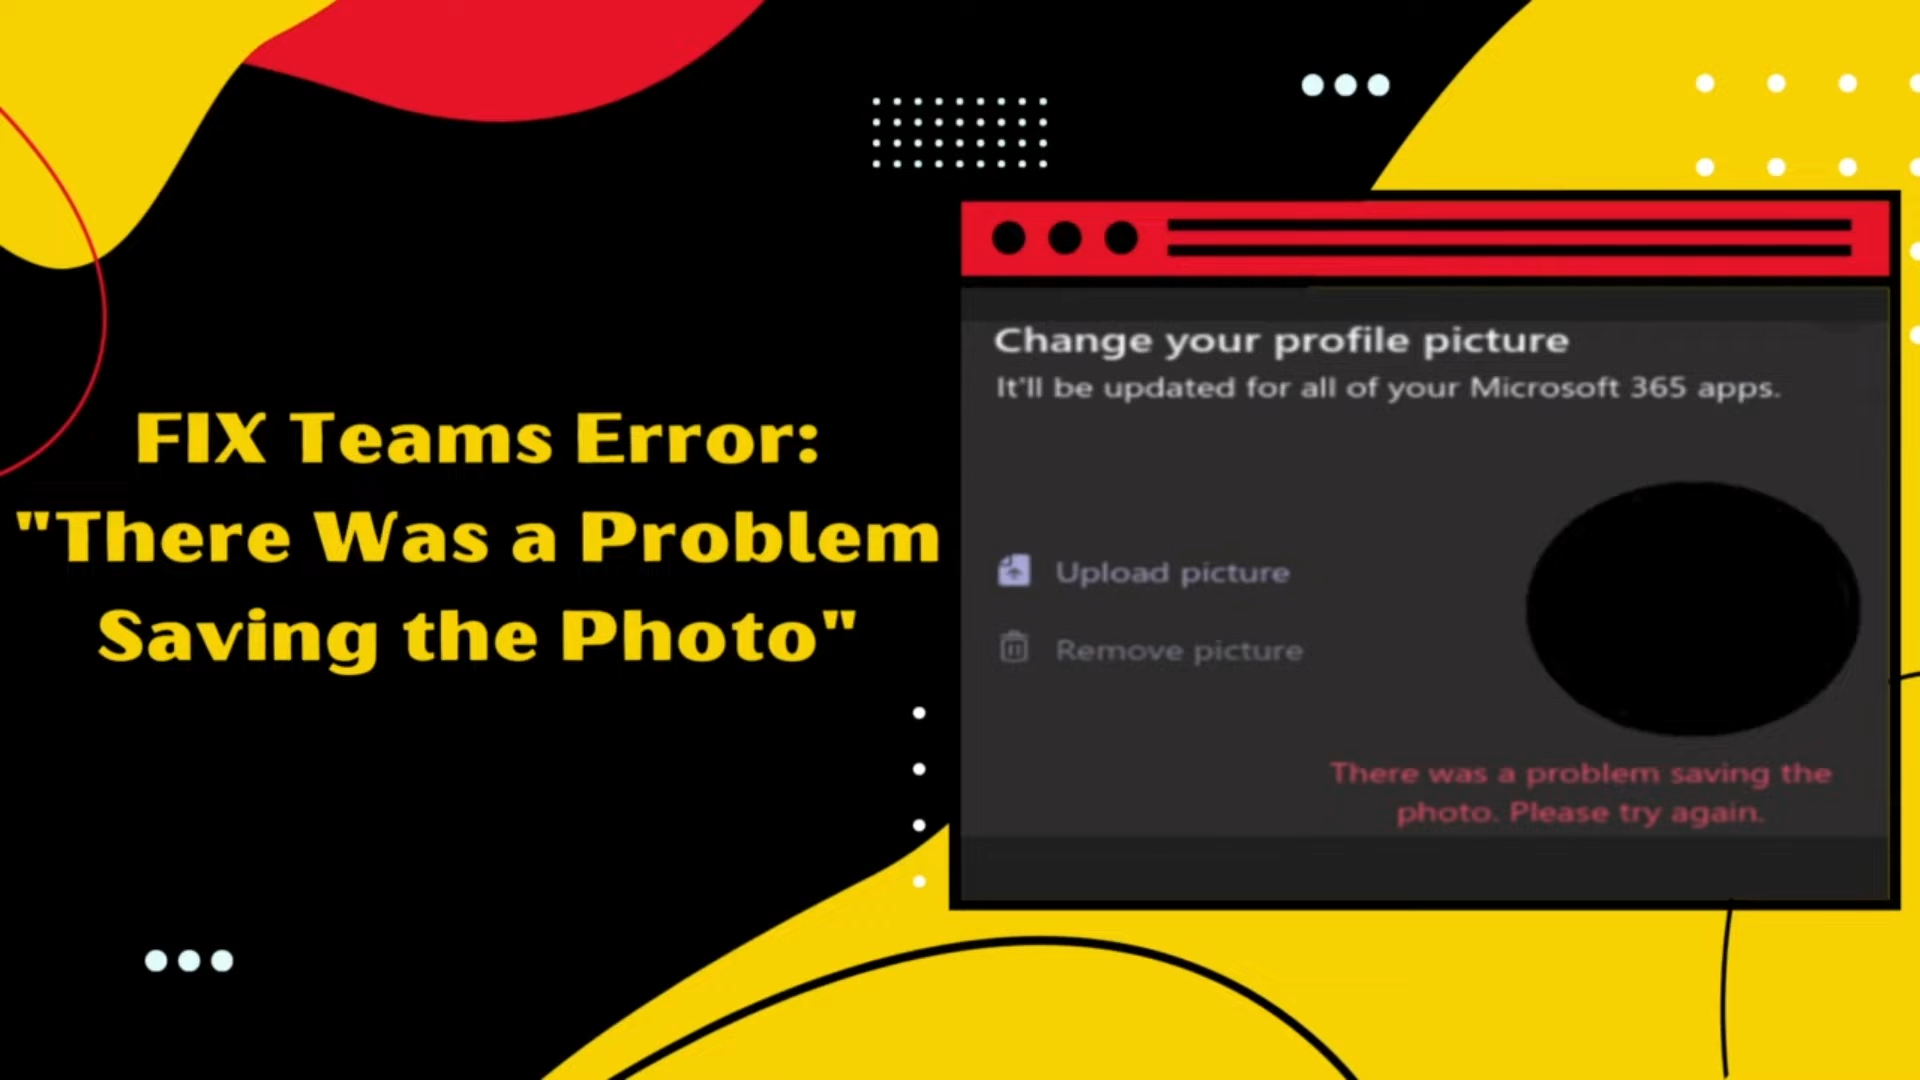 FIX Teams Error:
"There Was a Problem
Saving the Photo"
Change your profile picture
It'll be updated for all of your Microsoft 365 apps.
Upload picture
Remove picture
There was a problem saving the
photo. Please try again.